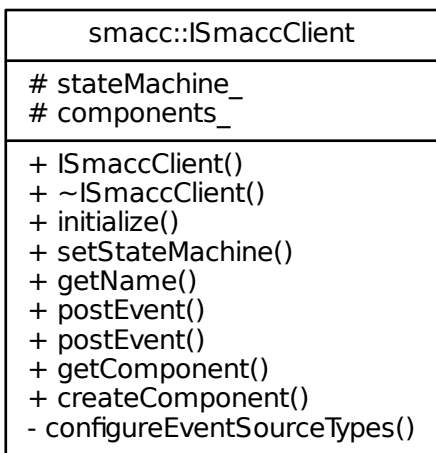 smacc::ISmaccClient
# stateMachine_
# components_
+ ISmaccClient()
+ ~ISmaccClient()
+ initialize()
+ setStateMachine()
+ getName()
+ postEvent()
+ postEvent()
+ getComponent()
+ createComponent()
- configureEventSourceTypes()